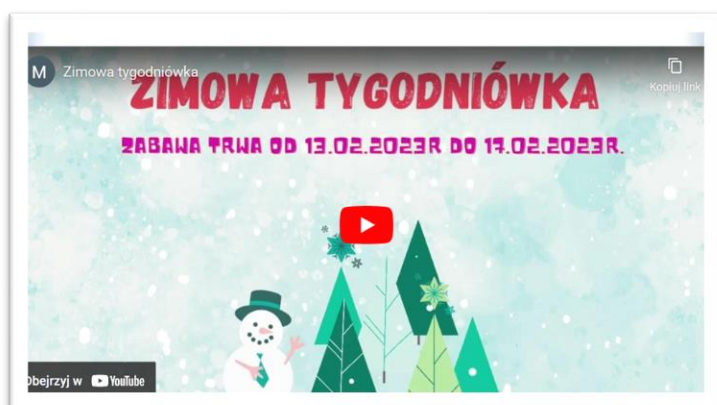 M Zimowa tygodniówka
Kopiuj link
ZIMOWA TYGODNIÓWKA
ZABAWA TRWA OD 13.02.2023R DO 17.02.2023R.
Obejrzyj w YouTube